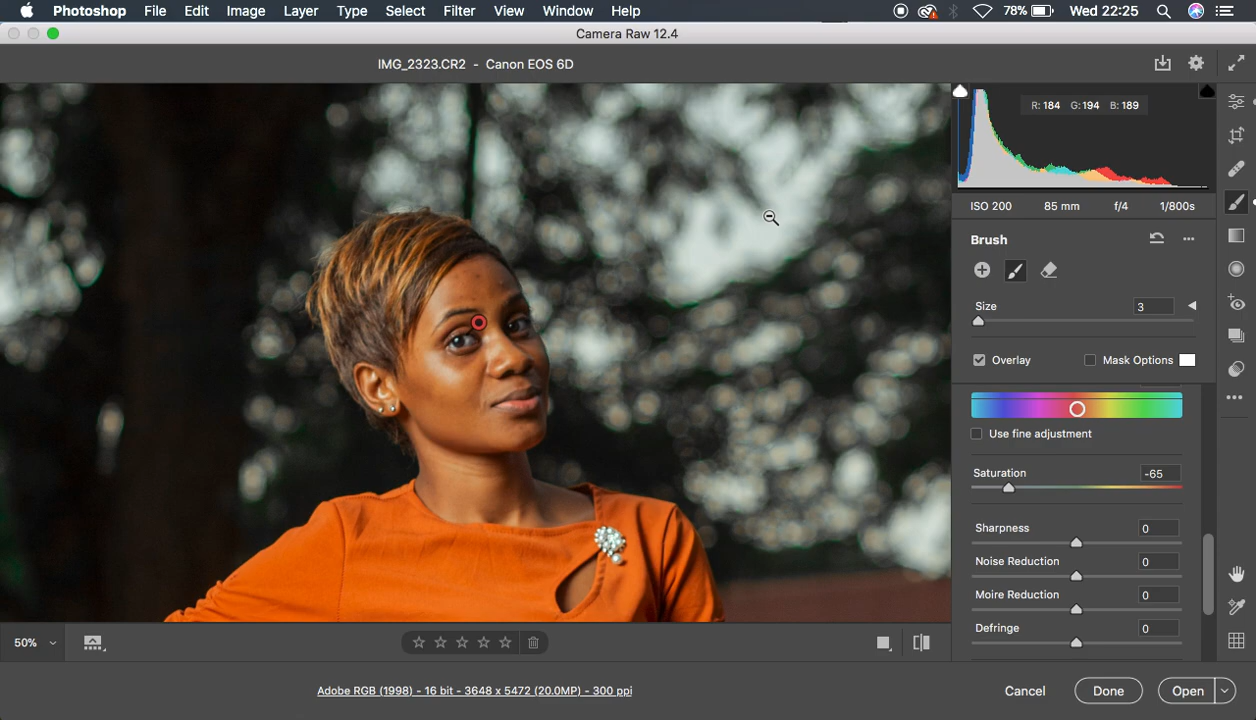 Photoshop File Edit Image Layer Type Select Filter View Window Help 78% Wed 22:25
Camera Raw 12.4
IMG_2323.CR2 - Canon EOS 6D
R: 184 G: 194 B: 189
ISO 200 85 mm f/4 1/800s
Brush
Size 3
Overlay Mask Options
Use fine adjustment
Saturation -65
Sharpness 0
Noise Reduction 0
Moire Reduction 0
Defringe 0
50%
Adobe RGB (1998) - 16 bit - 3648 x 5472 (20.0MP) - 300 ppi
Cancel Done Open